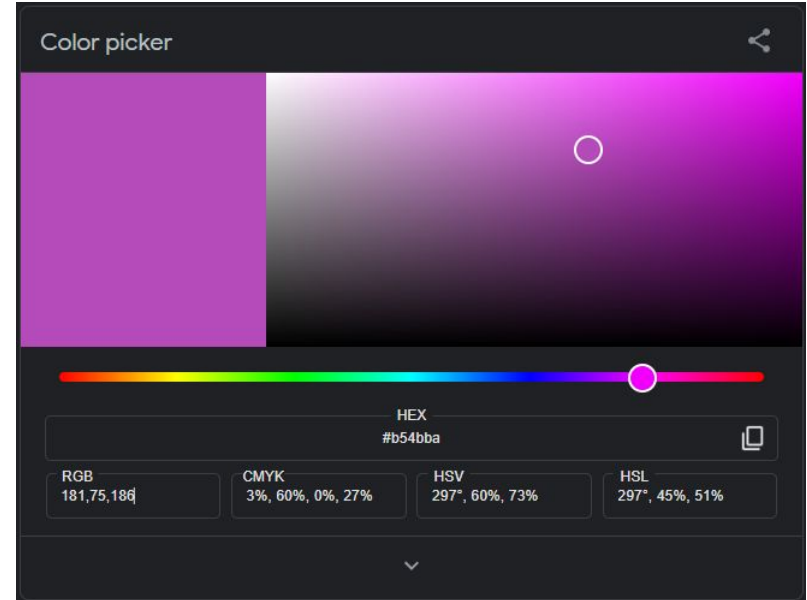 Color picker
HEX
#b54bba
RGB
181,75,186
CMYK
3%, 60%, 0%, 27%
HSV
297°, 60%, 73%
HSL
297°, 45%, 51%